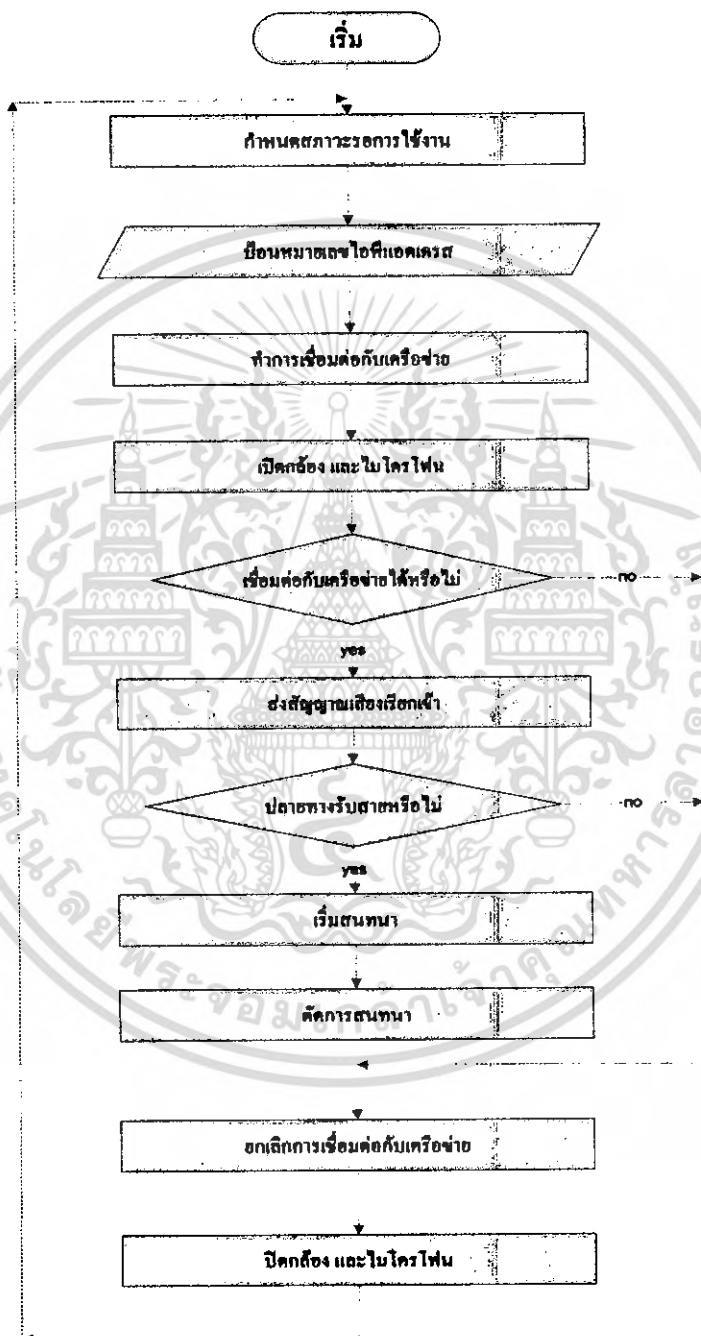 เริ่ม
กำหนดสภาวะรอการใช้งาน
ป้อนหมายเลขไอพีแอดเดรส
ทำการเชื่อมต่อกับเครือข่าย
เปิดกล้อง และไมโครโฟน
เชื่อมต่อกับเครือข่ายได้หรือไม่
no
yes
ส่งสัญญาณเสียงเรียกเข้า
ปลายทางรับสายหรือไม่
no
yes
เริ่มสนทนา
ตัดการสนทนา
ยกเลิกการเชื่อมต่อกับเครือข่าย
ปิดกล้อง และไมโครโฟน